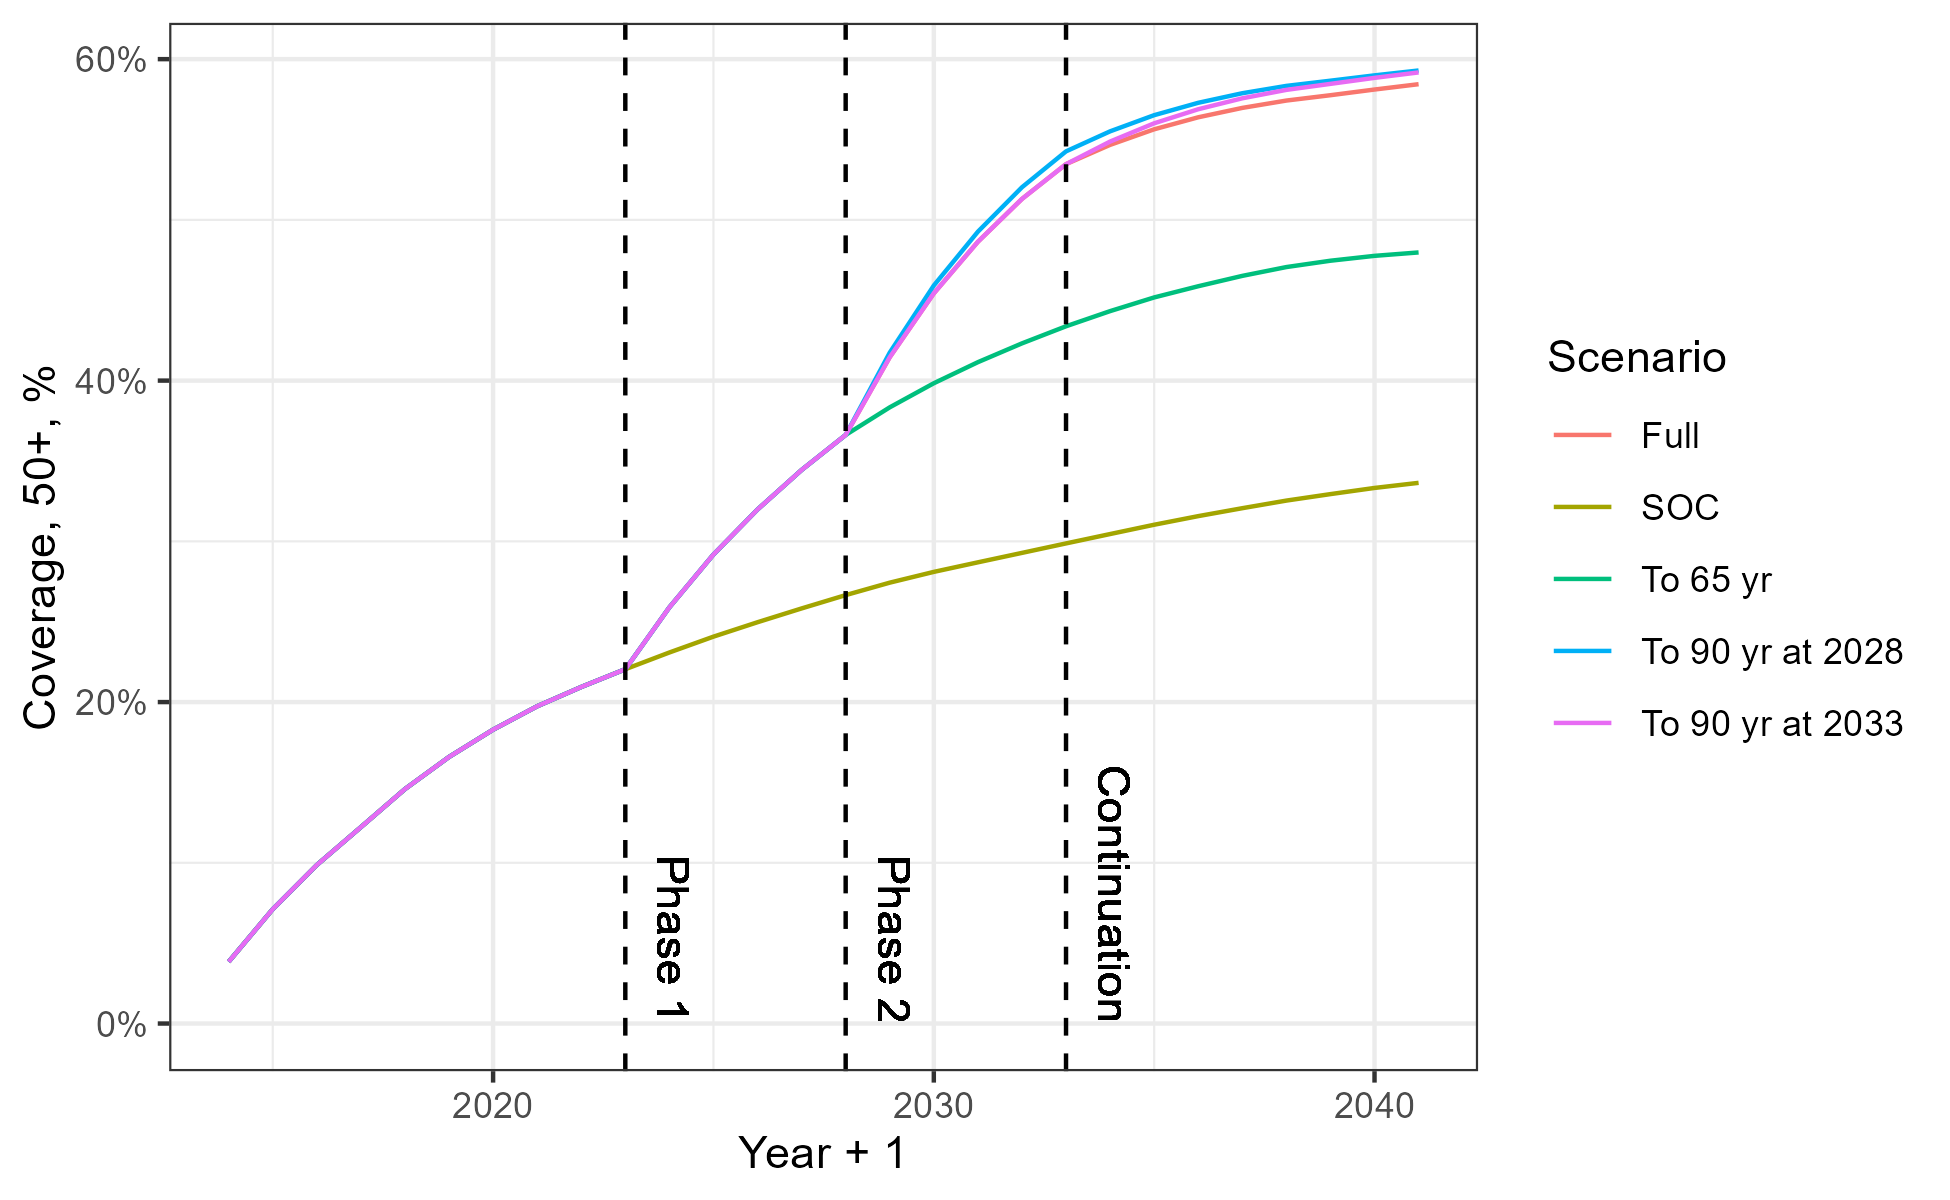 60%
40%
20%
0%
Coverage, 50+, %
Phase 1
Phase 2
Continuation
2020
2030
2040
Year + 1
Scenario
Full
SOC
To 65 yr
To 90 yr at 2028
To 90 yr at 2033